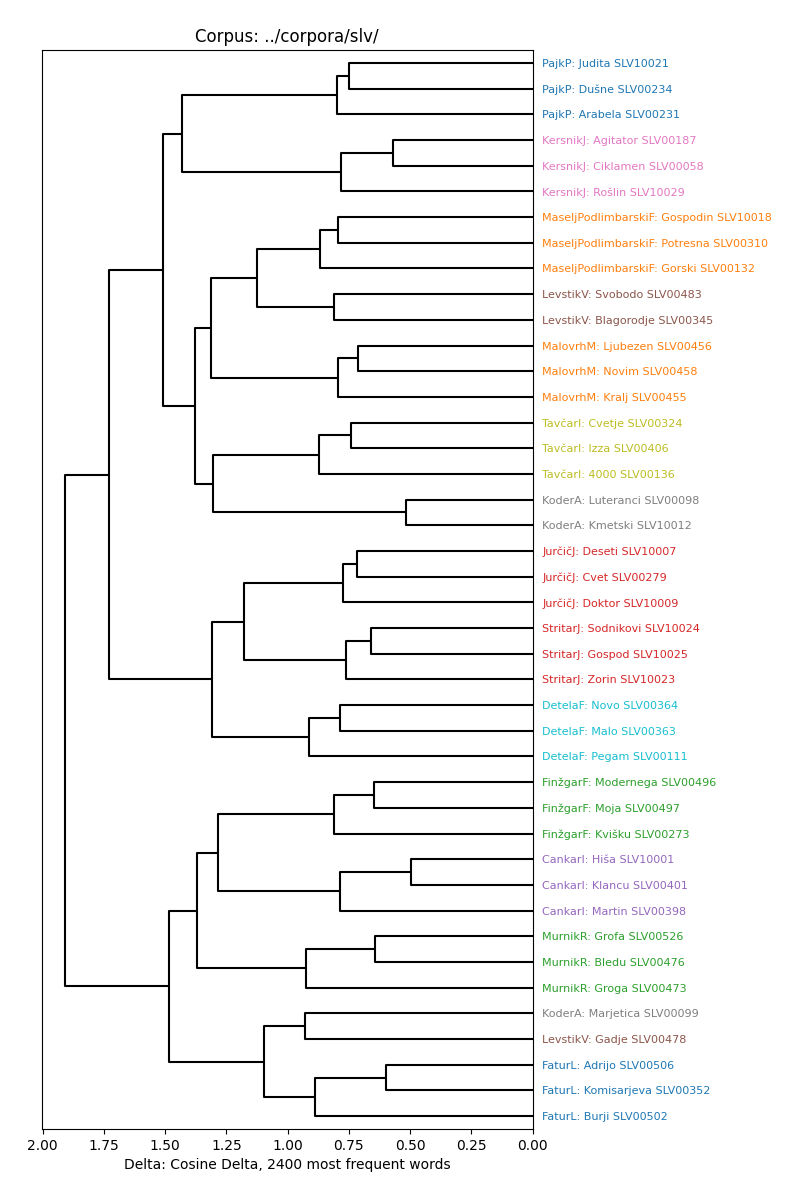 Corpus: ../corpora/slv/
PajkP: Judita SLV10021
PajkP: Dušne SLV00234
PajkP: Arabela SLV00231
KersnikJ: Agitator SLV00187
KersnikJ: Ciklamen SLV00058
KersnikJ: Rošlin SLV10029
MaseljPodlimbarskiF: Gospodin SLV10018
MaseljPodlimbarskiF: Potresna SLV00310
MaseljPodlimbarskiF: Gorski SLV00132
LevstikV: Svobodo SLV00483
LevstikV: Blagorodje SLV00345
MalovrhM: Ljubezen SLV00456
MalovrhM: Novim SLV00458
MalovrhM: Kralj SLV00455
TavčarI: Cvetje SLV00324
TavčarI: Izza SLV00406
TavčarI: 4000 SLV00136
KoderA: Luteranci SLV00098
KoderA: Kmetski SLV10012
JurčičJ: Deseti SLV10007
JurčičJ: Cvet SLV00279
JurčičJ: Doktor SLV10009
StritarJ: Sodnikovi SLV10024
StritarJ: Gospod SLV10025
StritarJ: Zorin SLV10023
DetelaF: Novo SLV00364
DetelaF: Malo SLV00363
DetelaF: Pegam SLV00111
FinžgarF: Modernega SLV00496
FinžgarF: Moja SLV00497
FinžgarF: Kvišku SLV00273
CankarI: Hiša SLV10001
CankarI: Klancu SLV00401
CankarI: Martin SLV00398
MurnikR: Grofa SLV00526
MurnikR: Bledu SLV00476
MurnikR: Groga SLV00473
KoderA: Marjetica SLV00099
LevstikV: Gadje SLV00478
FaturL: Adrijo SLV00506
FaturL: Komisarjeva SLV00352
FaturL: Burji SLV00502
2.00 1.75 1.50 1.25 1.00 0.75 0.50 0.25 0.00
Delta: Cosine Delta, 2400 most frequent words